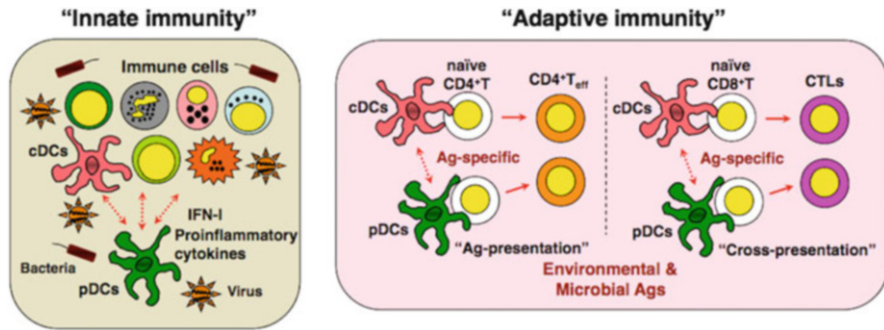 “Innate immunity”
Immune cells
cDCs
IFN-I
Proinflammatory
cytokines
Bacteria
pDCs
Virus
“Adaptive immunity”
naïve
CD4⁺T
CD4⁺Teff
cDCs
Ag-specific
pDCs
“Ag-presentation”
naïve
CD8⁺T
CTLs
cDCs
Ag-specific
pDCs
“Cross-presentation”
Environmental &
Microbial Ags